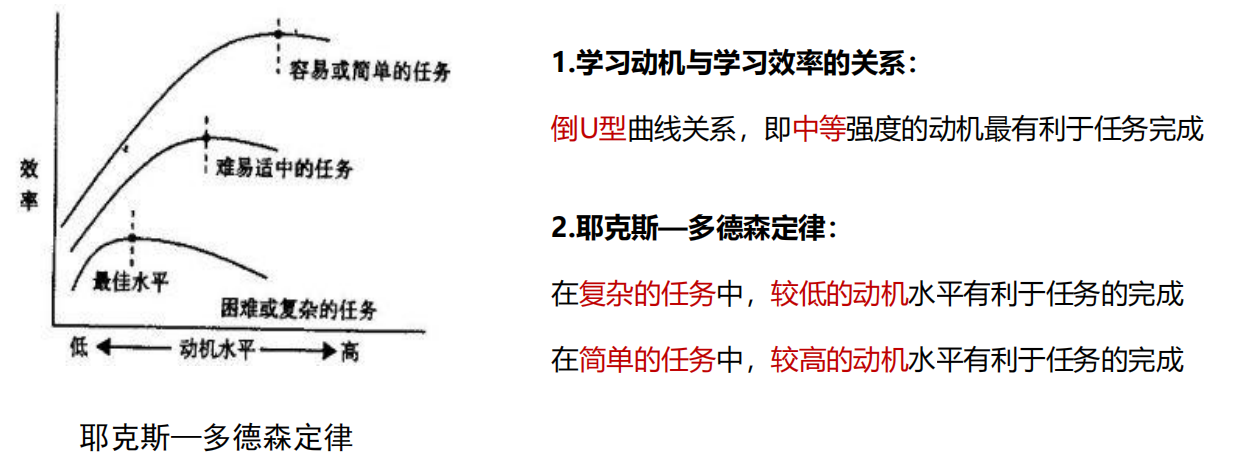 容易或简单的任务
难易适中的任务
效率
最佳水平
困难或复杂的任务
低 动机水平 高
耶克斯—多德森定律
1.学习动机与学习效率的关系：
倒U型曲线关系，即中等强度的动机最有利于任务完成
2.耶克斯—多德森定律：
在复杂的任务中，较低的动机水平有利于任务的完成
在简单的任务中，较高的动机水平有利于任务的完成